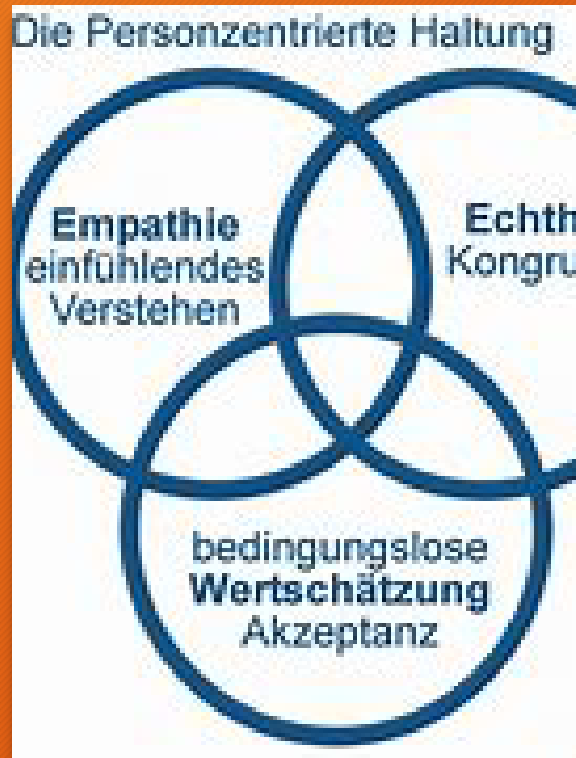 Die Personzentrierte Haltung
Empathie
einfühlendes
Verstehen
Echth
Kongru
bedingungslose
Wertschätzung
Akzeptanz